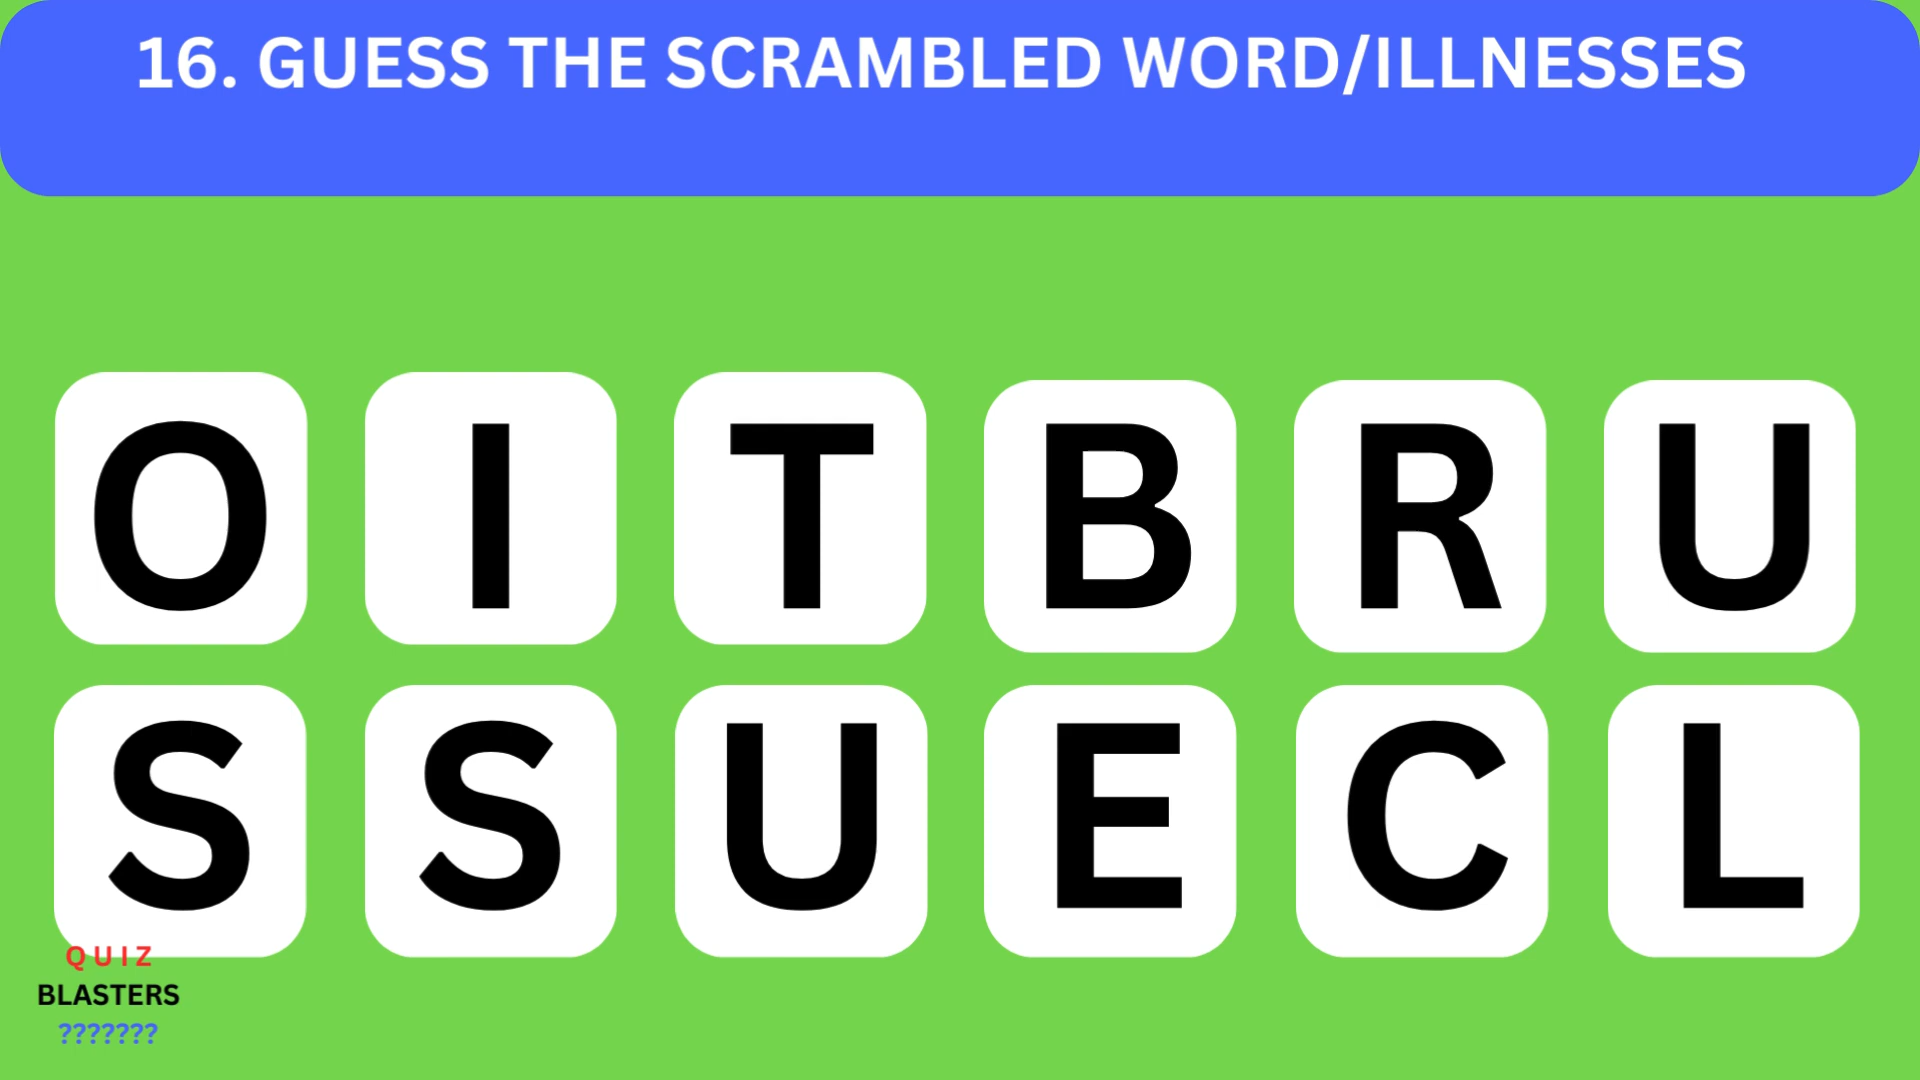 16. GUESS THE SCRAMBLED WORD/ILLNESSES
O I T B R U
S S U E C L
QUIZ
BLASTERS
???????